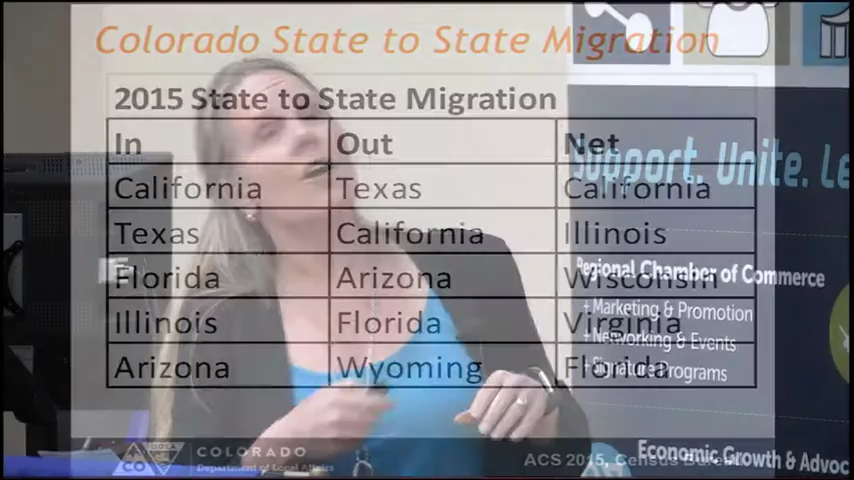 Colorado State to State Migration
2015 State to State Migration
In Out Net
California Texas California
Texas California Illinois
Florida Arizona Wisconsin
Illinois Florida Virginia
Arizona Wyoming Florida
Support. Unite. Le
Regional Chamber of Commerce
+Marketing & Promotion
+Networking & Events
+Signature Programs
Economic Growth & Advoc
CO
DOLA
COLORADO
Department of Local Affairs
ACS 2015, Census Bureau